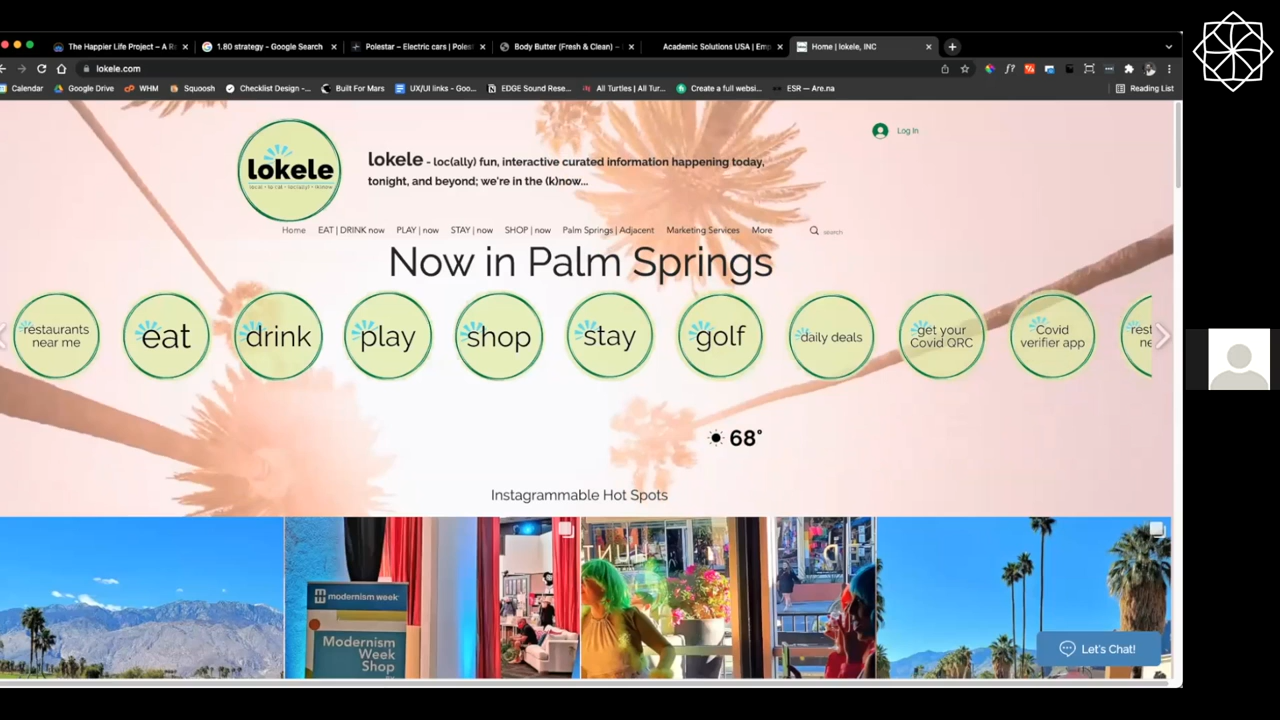 The Happier Life Project – A Ro
1.80 strategy - Google Search
Polestar – Electric cars | Poles
Body Butter (Fresh & Clean) –
Academic Solutions USA | Em
Home | lokele, INC
lokele.com
Calendar
Google Drive
WHM
Squoosh
Checklist Design -...
Built For Mars
UX/UI links - Goo...
EDGE Sound Rese...
All Turtles | All Tur...
Create a full websi...
ESR — Are.na
Reading List
Log In
lokele
lokele - loc(ally) fun, interactive curated information happening today,
tonight, and beyond; we're in the (k)now...
Home EAT | DRINK now PLAY | now STAY | now SHOP | now Palm Springs | Adjacent Marketing Services More search
Now in Palm Springs
restaurants
near me
eat
drink
play
shop
stay
golf
daily deals
get your
Covid QRC
Covid
verifier app
rest
ne
68°
Instagrammable Hot Spots
modernism week
Modernism
Week
Shop
Let's Chat!